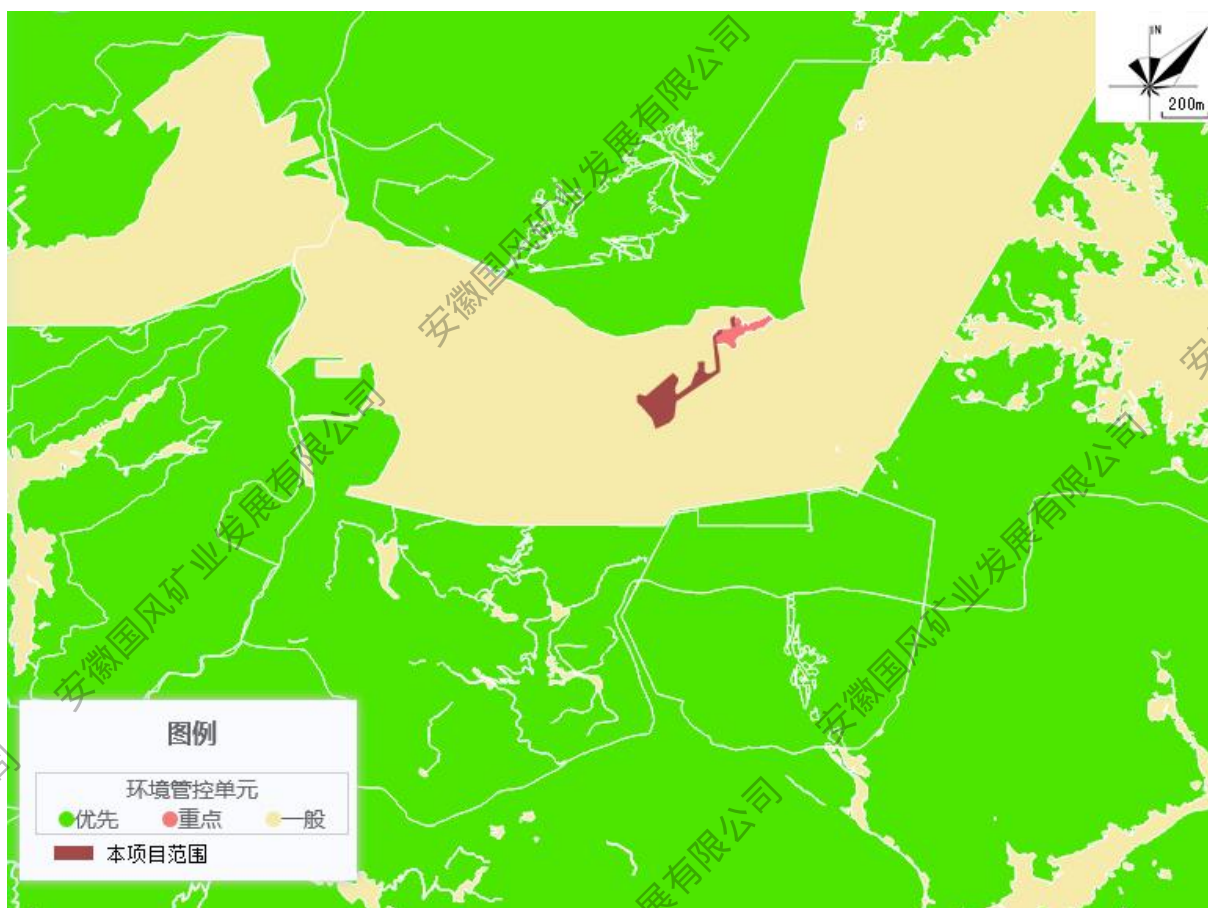 N
200m
安徽国风矿业发展有限公司
安徽国风矿业发展有限公司
安徽国风矿业发展有限公司
安徽国风矿业发展有限公司
安
安徽国风矿业发展有限公司
司
展有限公司
图例
环境管控单元
优先
重点
一般
本项目范围